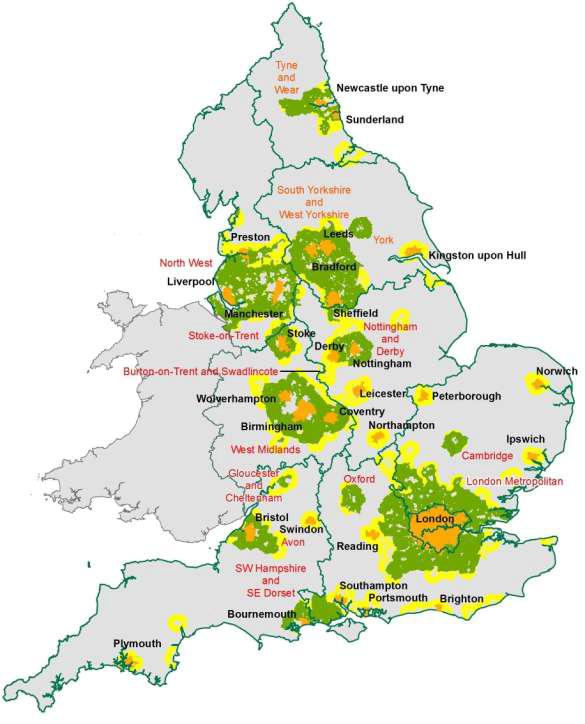 Tyne
and
Wear
Newcastle upon Tyne
Sunderland
South Yorkshire
and
West Yorkshire
Leeds
York
Preston
Kingston upon Hull
North West
Bradford
Liverpool
Manchester
Sheffield
Stoke-on-Trent
Stoke
Nottingham
and
Derby
Derby
Nottingham
Burton-on-Trent and Swadlincote
Norwich
Leicester
Peterborough
Wolverhampton
Coventry
Birmingham
Northampton
Ipswich
West Midlands
Cambridge
Gloucester
and
Cheltenham
Oxford
London Metropolitan
Bristol
London
Swindon
Avon
Reading
SW Hampshire
and
SE Dorset
Southampton
Portsmouth
Brighton
Bournemouth
Plymouth